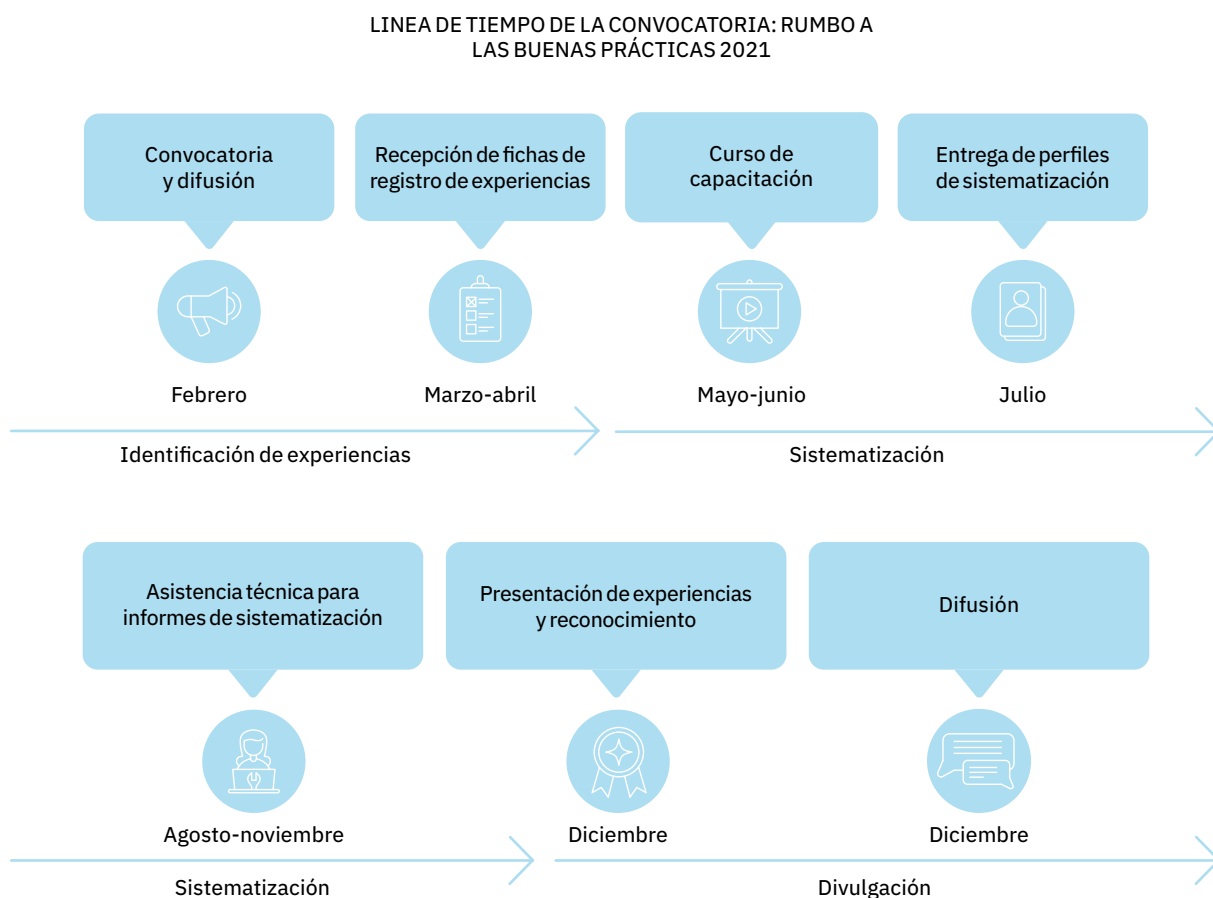 LINEA DE TIEMPO DE LA CONVOCATORIA: RUMBO A
LAS BUENAS PRÁCTICAS 2021
Convocatoria
y difusión
Recepción de fichas de
registro de experiencias
Curso de
capacitación
Entrega de perfiles
de sistematización
Febrero
Marzo-abril
Mayo-junio
Julio
Identificación de experiencias
Sistematización
Asistencia técnica para
informes de sistematización
Presentación de experiencias
y reconocimiento
Difusión
Agosto-noviembre
Diciembre
Diciembre
Sistematización
Divulgación